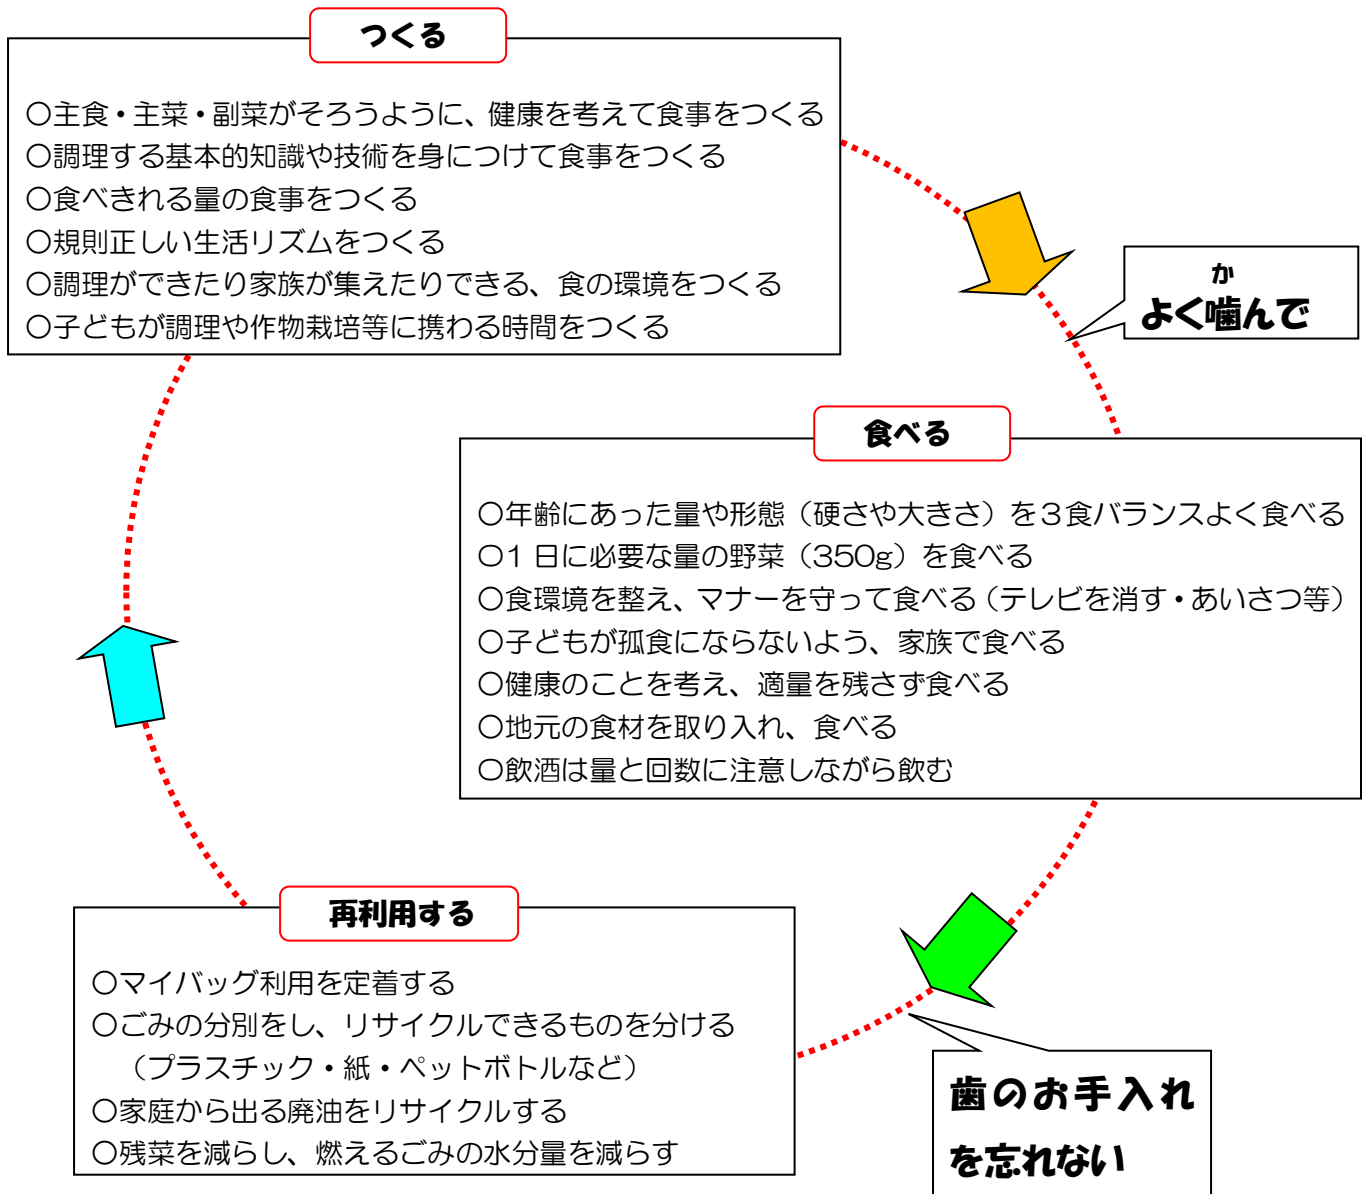 つくる
〇主食・主菜・副菜がそろうように、健康を考えて食事をつくる
〇調理する基本的知識や技術を身につけて食事をつくる
〇食べきれる量の食事をつくる
〇規則正しい生活リズムをつくる
〇調理ができたり家族が集えたりできる、食の環境をつくる
〇子どもが調理や作物栽培等に携わる時間をつくる
か
よく噛んで
食べる
〇年齢にあった量や形態（硬さや大きさ）を３食バランスよく食べる
〇1 日に必要な量の野菜（350g）を食べる
〇食環境を整え、マナーを守って食べる（テレビを消す・あいさつ等）
〇子どもが孤食にならないよう、家族で食べる
〇健康のことを考え、適量を残さず食べる
〇地元の食材を取り入れ、食べる
〇飲酒は量と回数に注意しながら飲む
再利用する
〇マイバッグ利用を定着する
〇ごみの分別をし、リサイクルできるものを分ける
（プラスチック・紙・ペットボトルなど）
〇家庭から出る廃油をリサイクルする
〇残菜を減らし、燃えるごみの水分量を減らす
歯のお手入れ
を忘れない